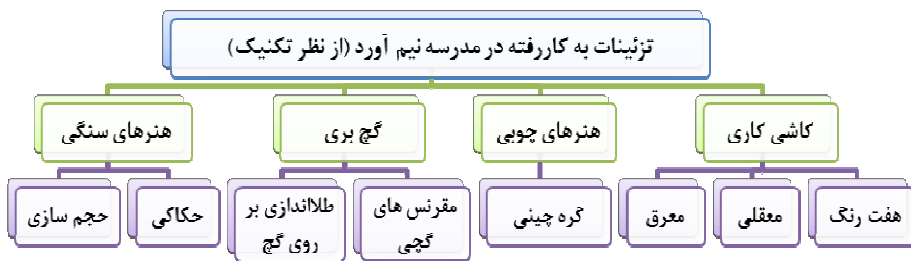 تزئینات به کاررفته در مدرسه نیم آورد (از نظر تکنیک)
کاشی کاری
هنرهای چوبی
گچ بری
هنرهای سنگی
هفت رنگ
معقلی
معرق
گره چینی
مقرنس های
گچی
طلااندازی بر
روی گچ
حکاکی
حجم سازی